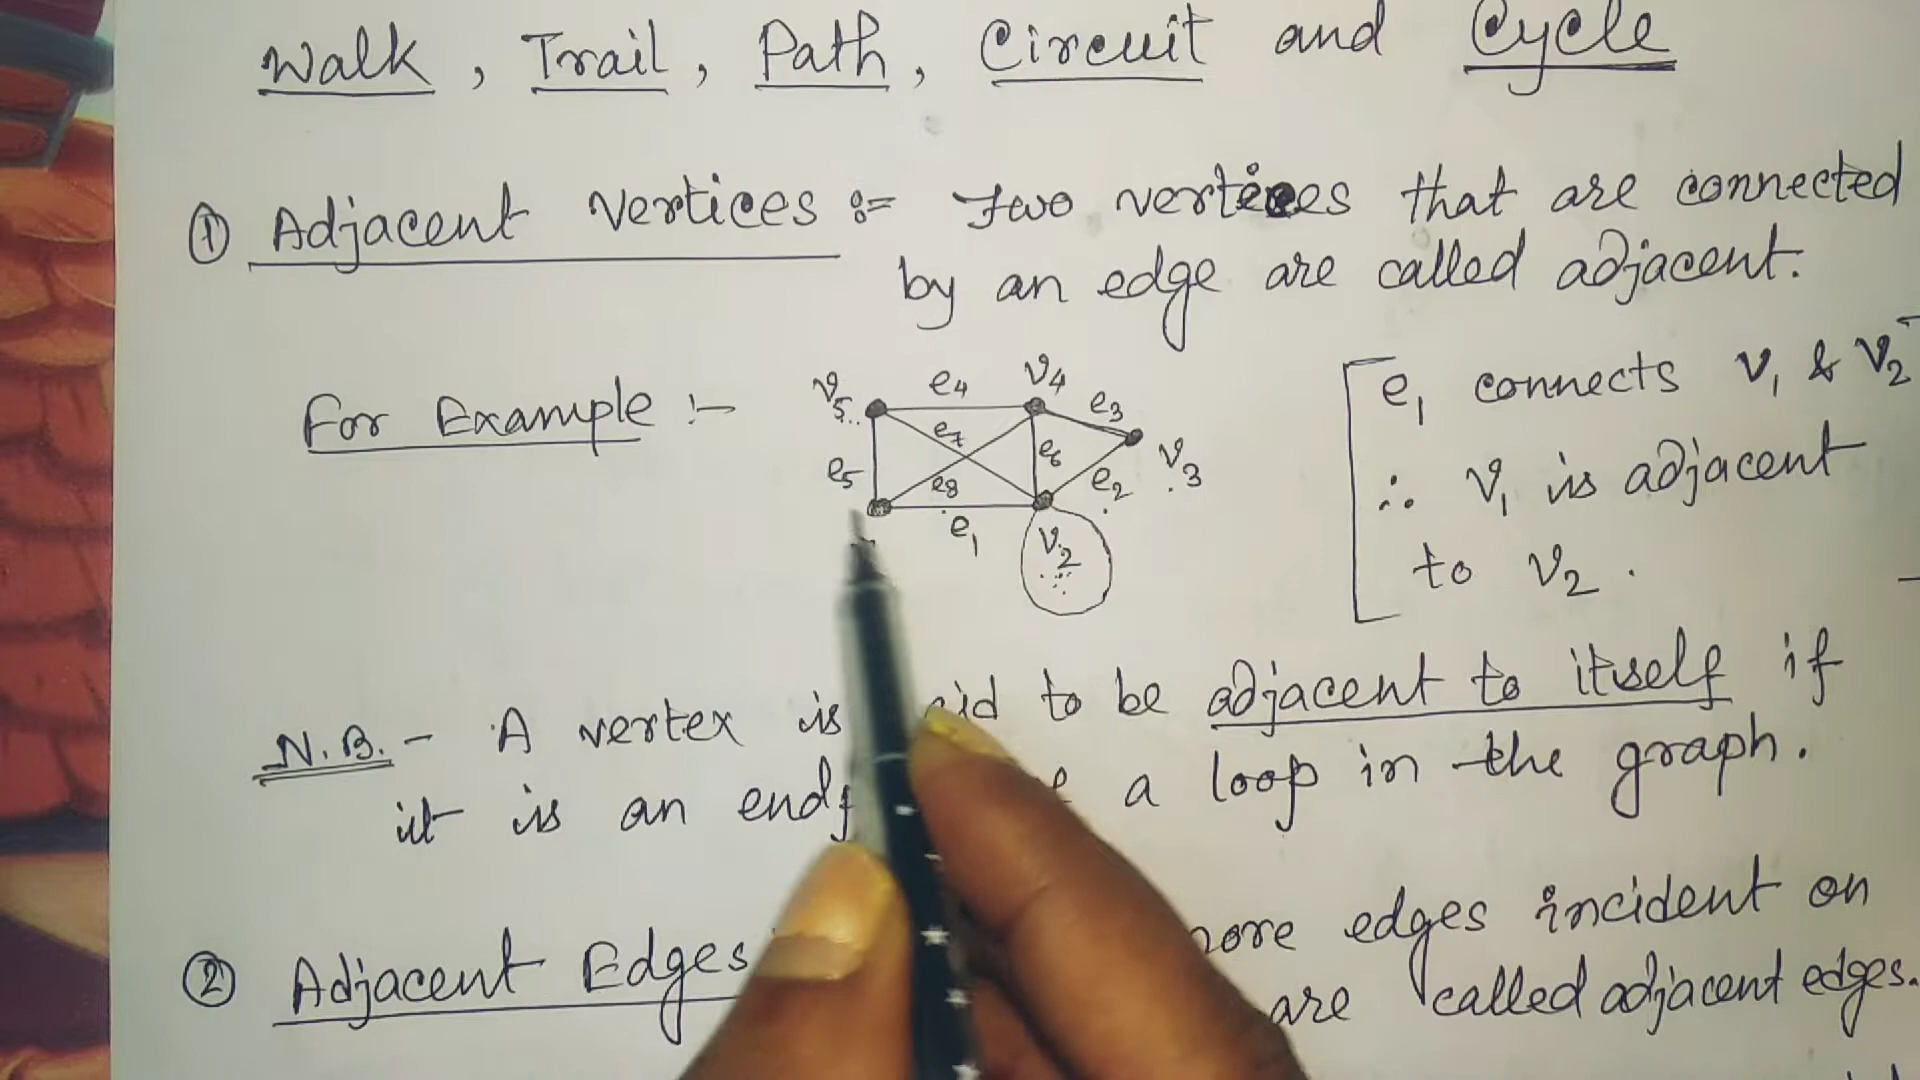 Walk, Trail, Path, Circuit and Cycle
① Adjacent Vertices := Two vertices that are connected
by an edge are called adjacent.
For Example :-
v5 e4 v4 e3
e7 e6 v3
e5 e8 e2
e1 v2
e1 connects v1 & v2
∴ v1 is adjacent
to v2.
N.B. - A vertex is to be adjacent to itself if
it is an a loop in the graph.
② Adjacent Edges edges incident on
are called adjacent edges.